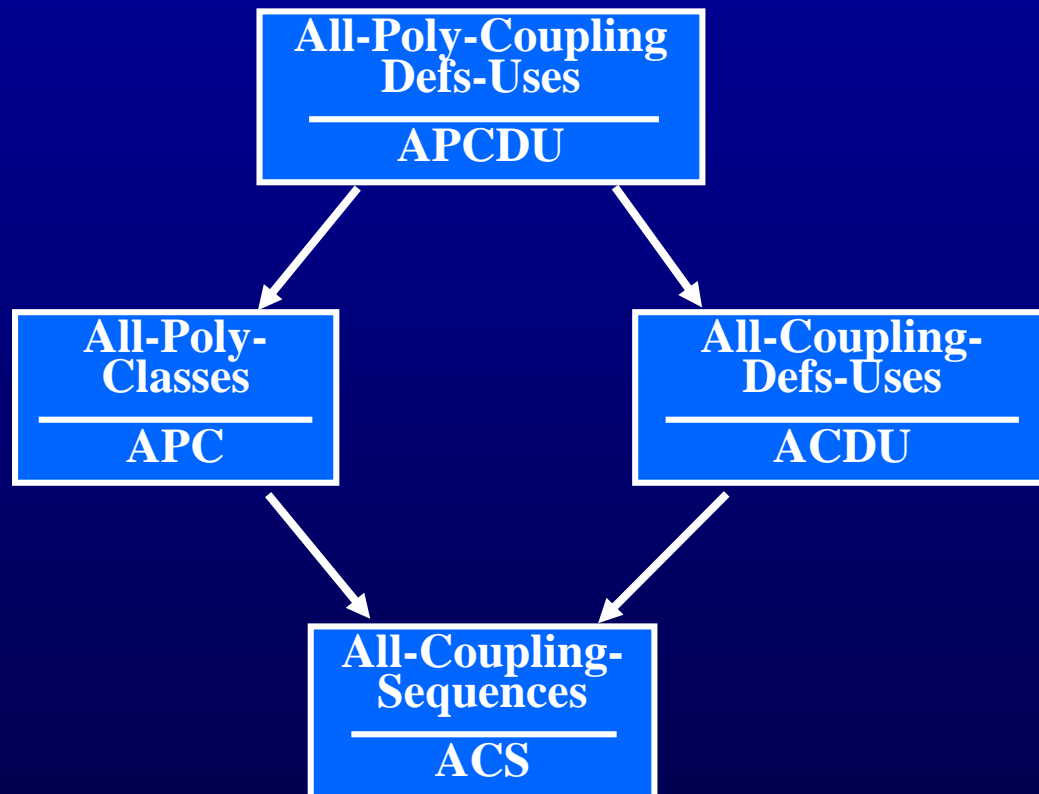 All-Poly-Coupling
Defs-Uses
APCDU
All-Poly-
Classes
APC
All-Coupling-
Defs-Uses
ACDU
All-Coupling-
Sequences
ACS